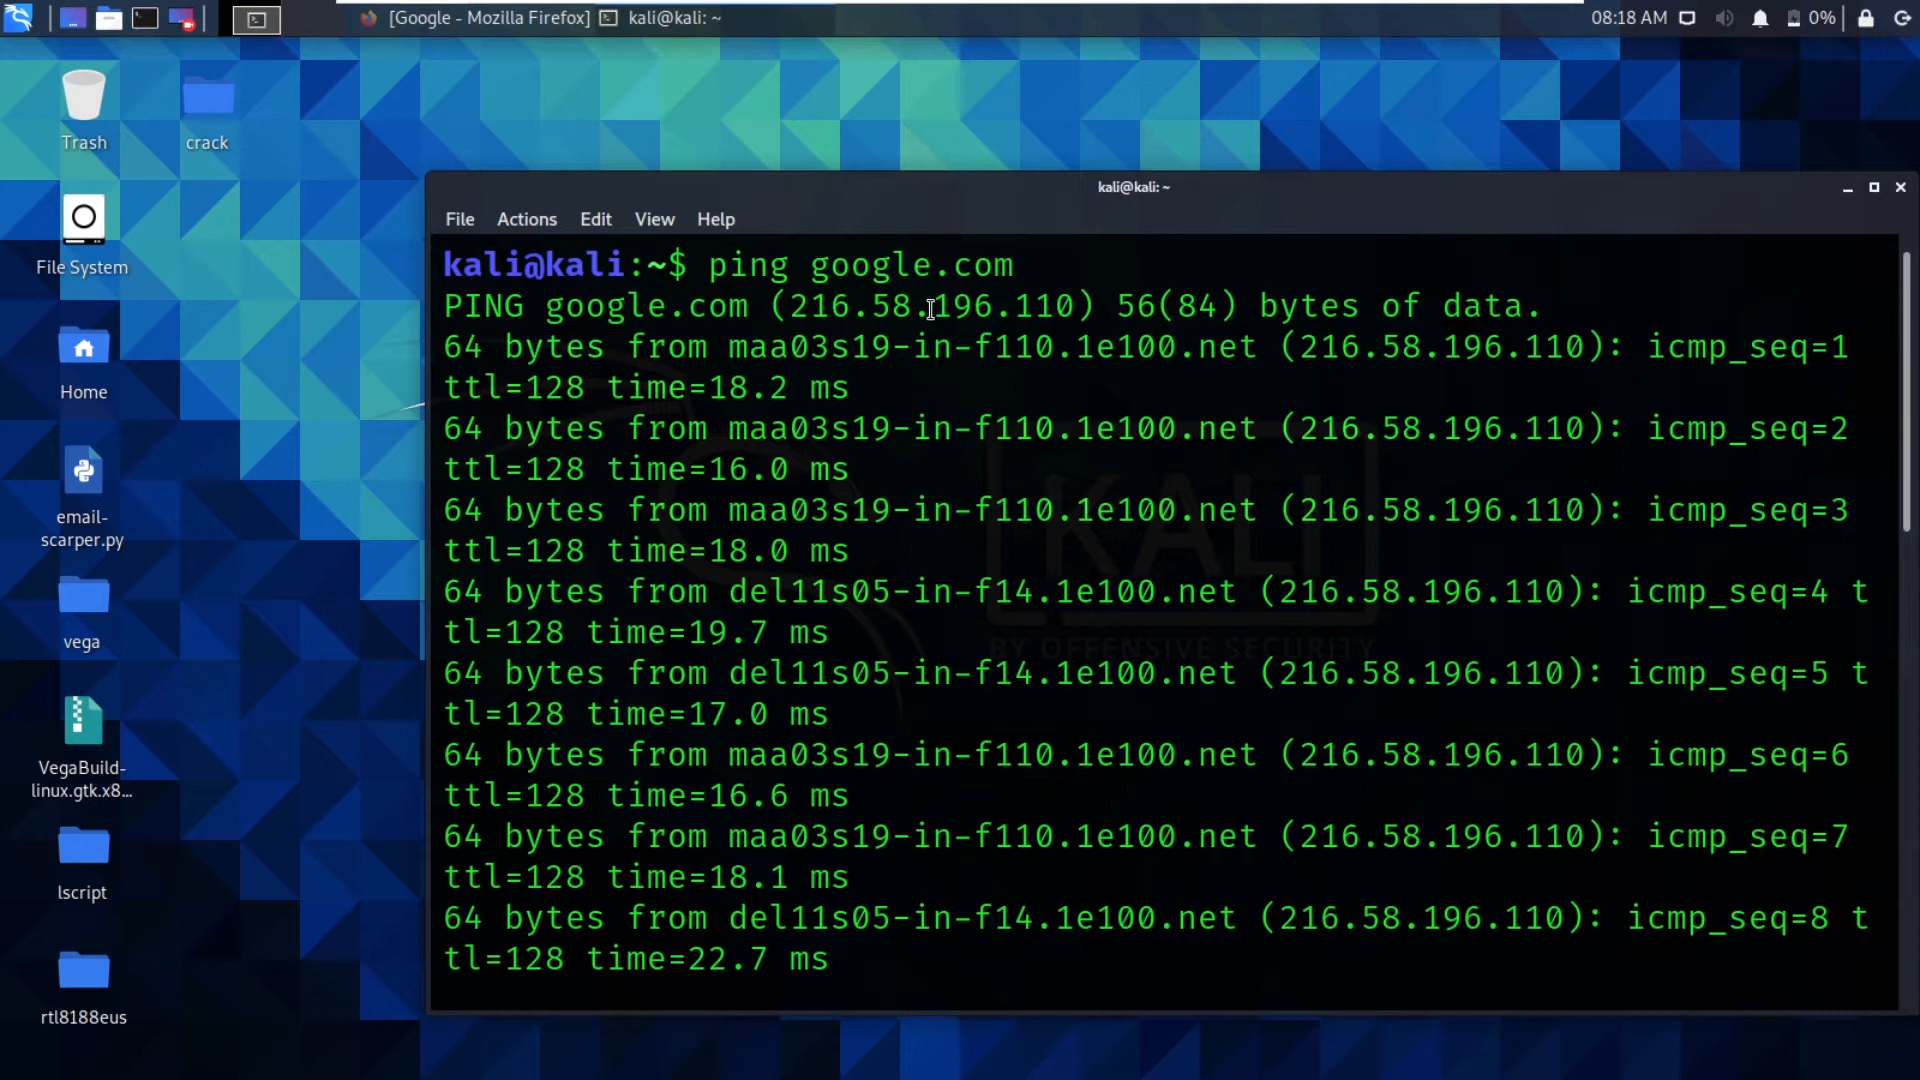 [Google - Mozilla Firefox] kali@kali: ~ 08:18 AM 0%
Trash
crack
File System
Home
email-
scarper.py
vega
VegaBuild-
linux.gtk.x8...
lscript
rtl8188eus
kali@kali: ~
File Actions Edit View Help
kali@kali:~$ ping google.com
PING google.com (216.58.196.110) 56(84) bytes of data.
64 bytes from maa03s19-in-f110.1e100.net (216.58.196.110): icmp_seq=1
ttl=128 time=18.2 ms
64 bytes from maa03s19-in-f110.1e100.net (216.58.196.110): icmp_seq=2
ttl=128 time=16.0 ms
64 bytes from maa03s19-in-f110.1e100.net (216.58.196.110): icmp_seq=3
ttl=128 time=18.0 ms
64 bytes from del11s05-in-f14.1e100.net (216.58.196.110): icmp_seq=4 t
tl=128 time=19.7 ms
64 bytes from del11s05-in-f14.1e100.net (216.58.196.110): icmp_seq=5 t
tl=128 time=17.0 ms
64 bytes from maa03s19-in-f110.1e100.net (216.58.196.110): icmp_seq=6
ttl=128 time=16.6 ms
64 bytes from maa03s19-in-f110.1e100.net (216.58.196.110): icmp_seq=7
ttl=128 time=18.1 ms
64 bytes from del11s05-in-f14.1e100.net (216.58.196.110): icmp_seq=8 t
tl=128 time=22.7 ms
KALI
BY OFFENSIVE SECURITY